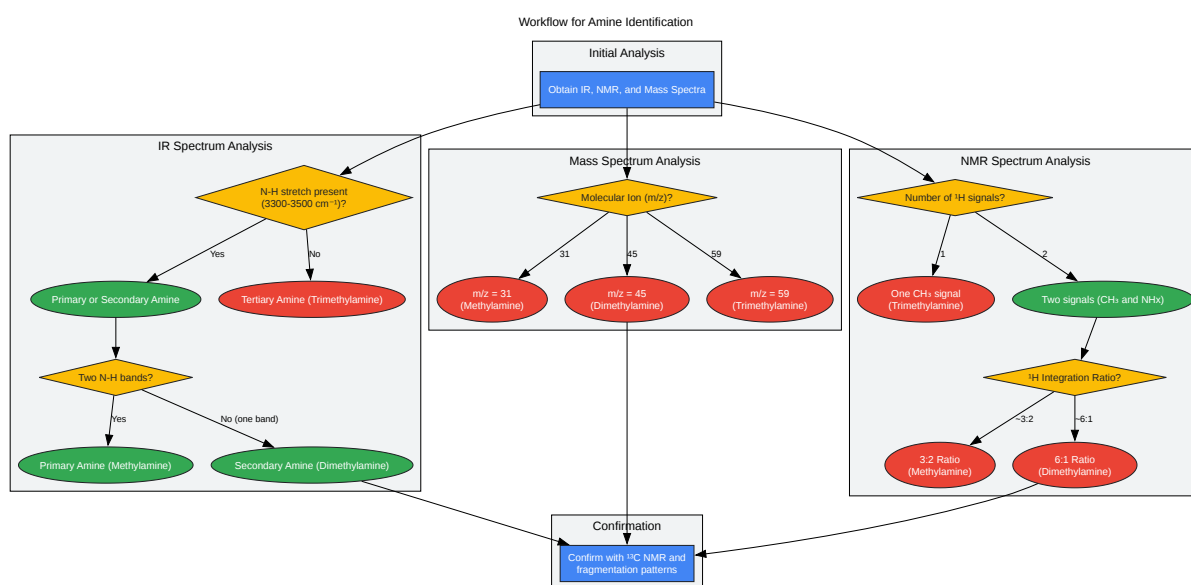 Workflow for Amine Identification
Initial Analysis
Obtain IR, NMR, and Mass Spectra
IR Spectrum Analysis
N-H stretch present
(3300-3500 cm⁻¹)?
Yes
No
Primary or Secondary Amine
Tertiary Amine (Trimethylamine)
Two N-H bands?
Yes
No (one band)
Primary Amine (Methylamine)
Secondary Amine (Dimethylamine)
Mass Spectrum Analysis
Molecular Ion (m/z)?
31
45
59
m/z = 31
(Methylamine)
m/z = 45
(Dimethylamine)
m/z = 59
(Trimethylamine)
NMR Spectrum Analysis
Number of ¹H signals?
1
2
One CH₃ signal
(Trimethylamine)
Two signals (CH₃ and NHx)
¹H Integration Ratio?
~3:2
~6:1
3:2 Ratio
(Methylamine)
6:1 Ratio
(Dimethylamine)
Confirmation
Confirm with ¹³C NMR and
fragmentation patterns